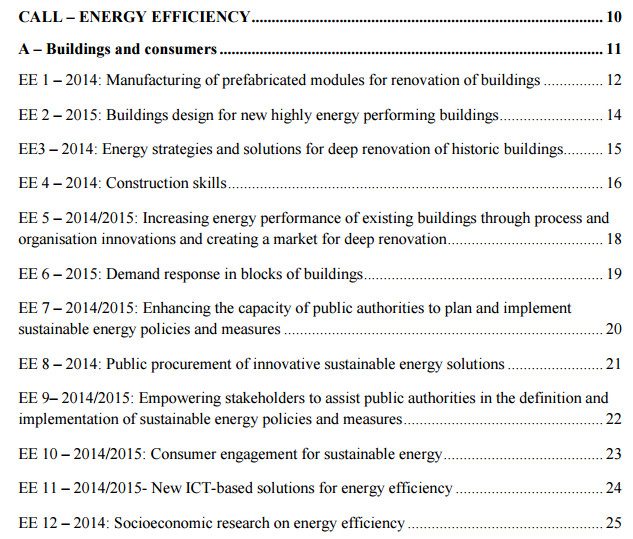 CALL – ENERGY EFFICIENCY.......................................................................................... 10
A – Buildings and consumers ................................................................................................ 11
EE 1 – 2014: Manufacturing of prefabricated modules for renovation of buildings ............... 12
EE 2 – 2015: Buildings design for new highly energy performing buildings.......................... 14
EE3 – 2014: Energy strategies and solutions for deep renovation of historic buildings.......... 15
EE 4 – 2014: Construction skills.............................................................................................. 16
EE 5 – 2014/2015: Increasing energy performance of existing buildings through process and
organisation innovations and creating a market for deep renovation....................................... 18
EE 6 – 2015: Demand response in blocks of buildings............................................................ 19
EE 7 – 2014/2015: Enhancing the capacity of public authorities to plan and implement
sustainable energy policies and measures ................................................................................ 20
EE 8 – 2014: Public procurement of innovative sustainable energy solutions ........................ 21
EE 9– 2014/2015: Empowering stakeholders to assist public authorities in the definition and
implementation of sustainable energy policies and measures.................................................. 22
EE 10 – 2014/2015: Consumer engagement for sustainable energy........................................ 23
EE 11 – 2014/2015- New ICT-based solutions for energy efficiency ..................................... 24
EE 12 – 2014: Socioeconomic research on energy efficiency ................................................. 25